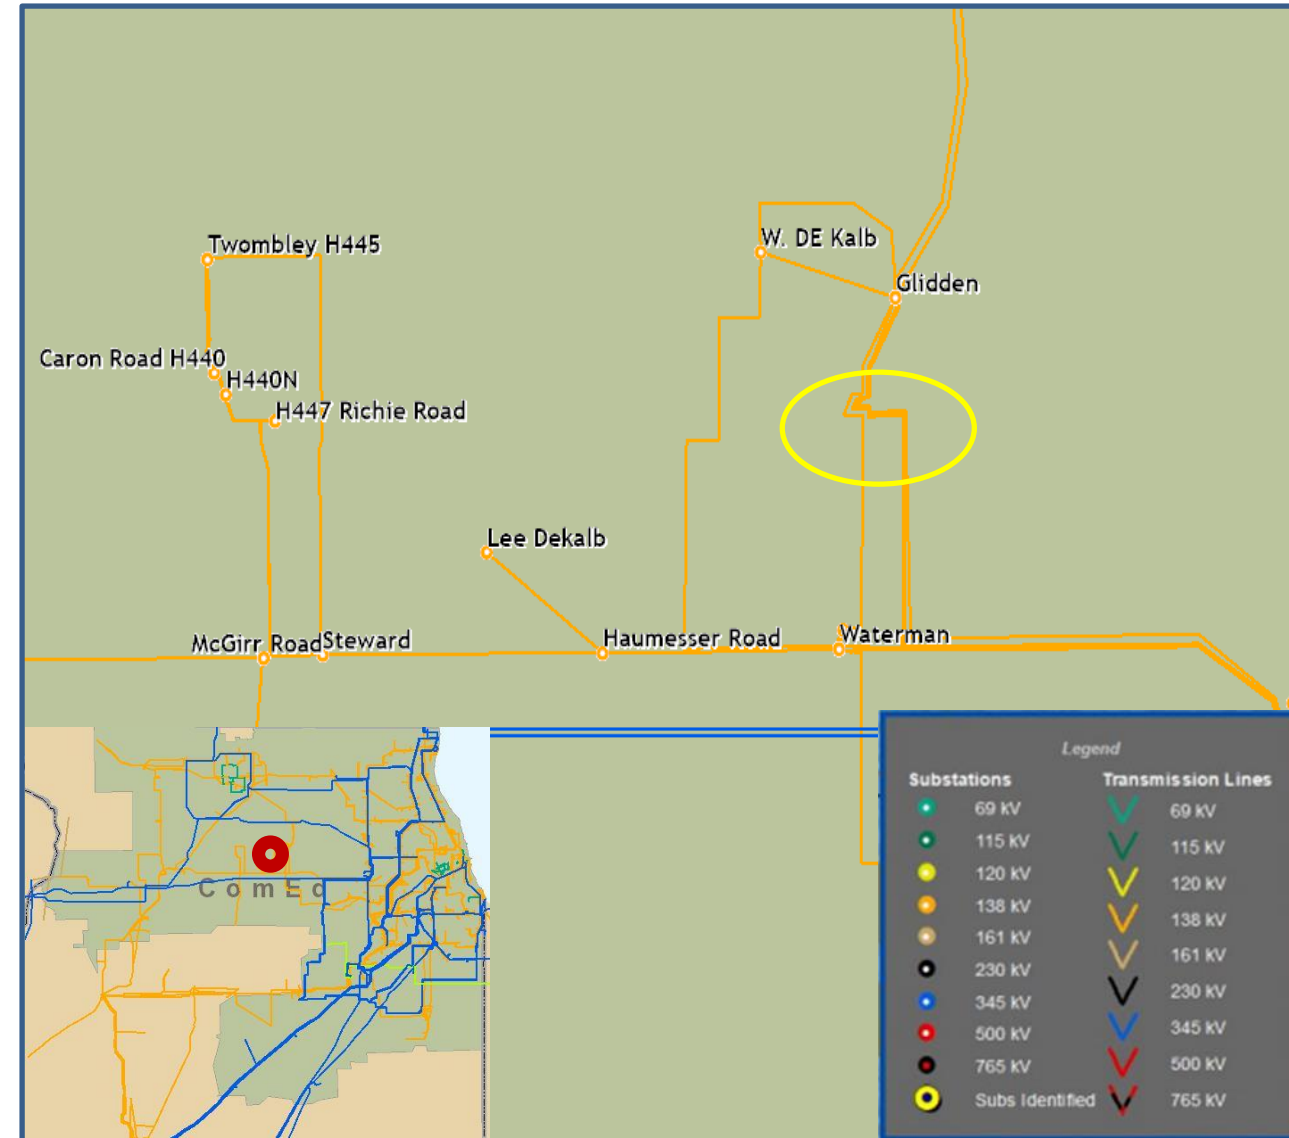 W. DE Kalb
Twombley H445
Glidden
Caron Road H440
H440N
H447 Richie Road
Lee Dekalb
McGirr Road
Steward
Haumesser Road
Waterman
ComEd
Legend
Substations
69 kV
115 kV
120 kV
138 kV
161 kV
230 kV
345 kV
500 kV
765 kV
Subs Identified
Transmission Lines
69 kV
115 kV
120 kV
138 kV
161 kV
230 kV
345 kV
500 kV
765 kV